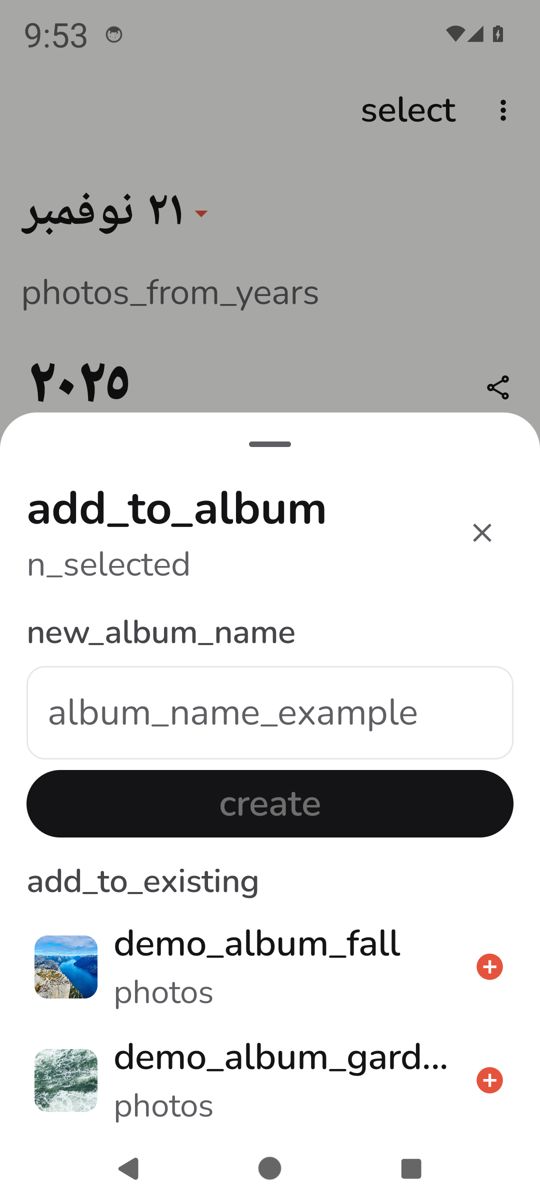 9:53
select
٢١ نوفمبر
photos_from_years
٢٠٢٥
add_to_album
n_selected
new_album_name
album_name_example
create
add_to_existing
demo_album_fall
photos
demo_album_gard...
photos